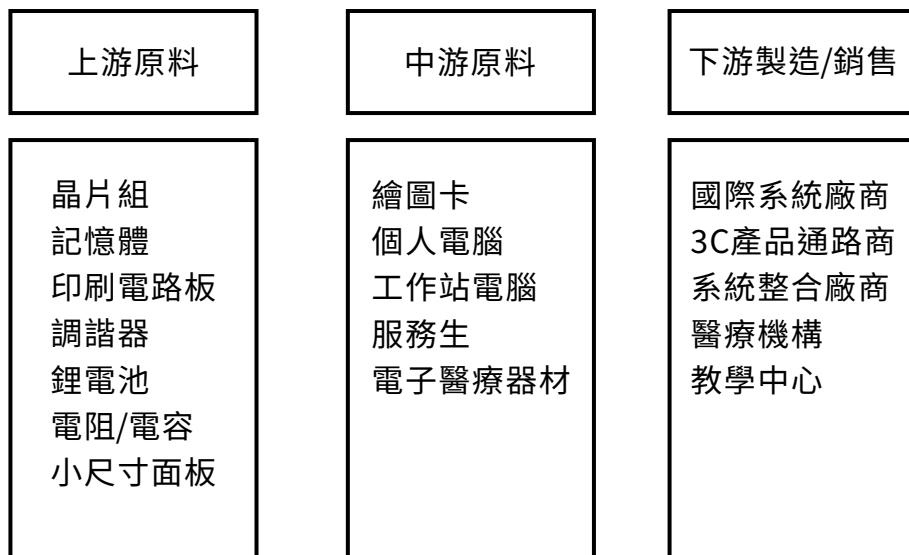 上游原料
晶片組
記憶體
印刷電路板
調諧器
鋰電池
電阻/電容
小尺寸面板
中游原料
繪圖卡
個人電腦
工作站電腦
服務生
電子醫療器材
下游製造/銷售
國際系統廠商
3C產品通路商
系統整合廠商
醫療機構
教學中心